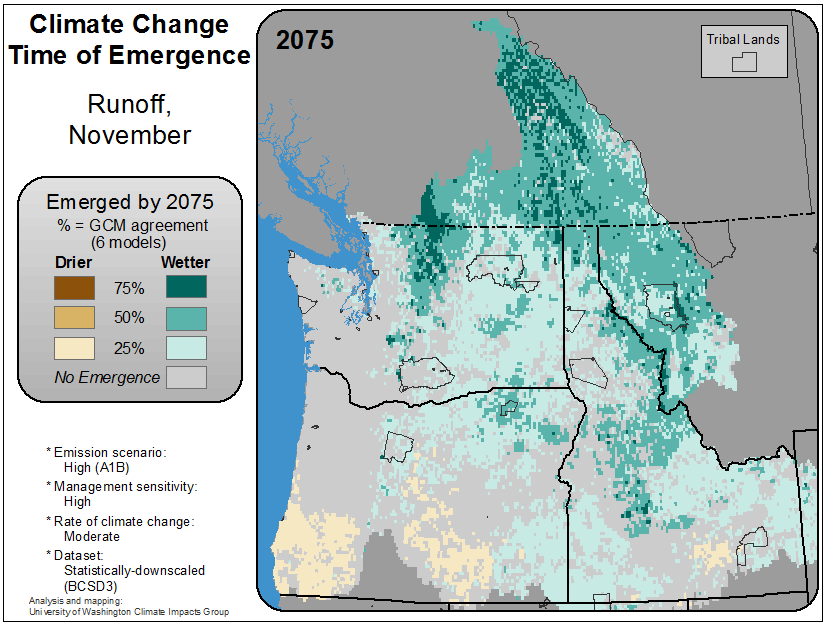 Climate Change
Time of Emergence
Runoff,
November
Emerged by 2075
% = GCM agreement
(6 models)
Drier Wetter
75%
50%
25%
No Emergence
* Emission scenario:
High (A1B)
* Management sensitivity:
High
* Rate of climate change:
Moderate
* Dataset:
Statistically-downscaled
(BCSD3)
Analysis and mapping:
University of Washington Climate Impacts Group
2075
Tribal Lands